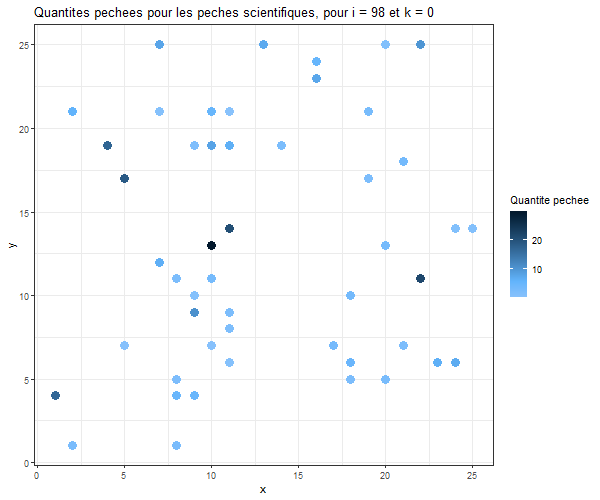 Quantites pechees pour les peches scientifiques, pour i = 98 et k = 0
25
20
15
10
5
0
y
0 5 10 15 20 25
x
Quantite pechee
20
10